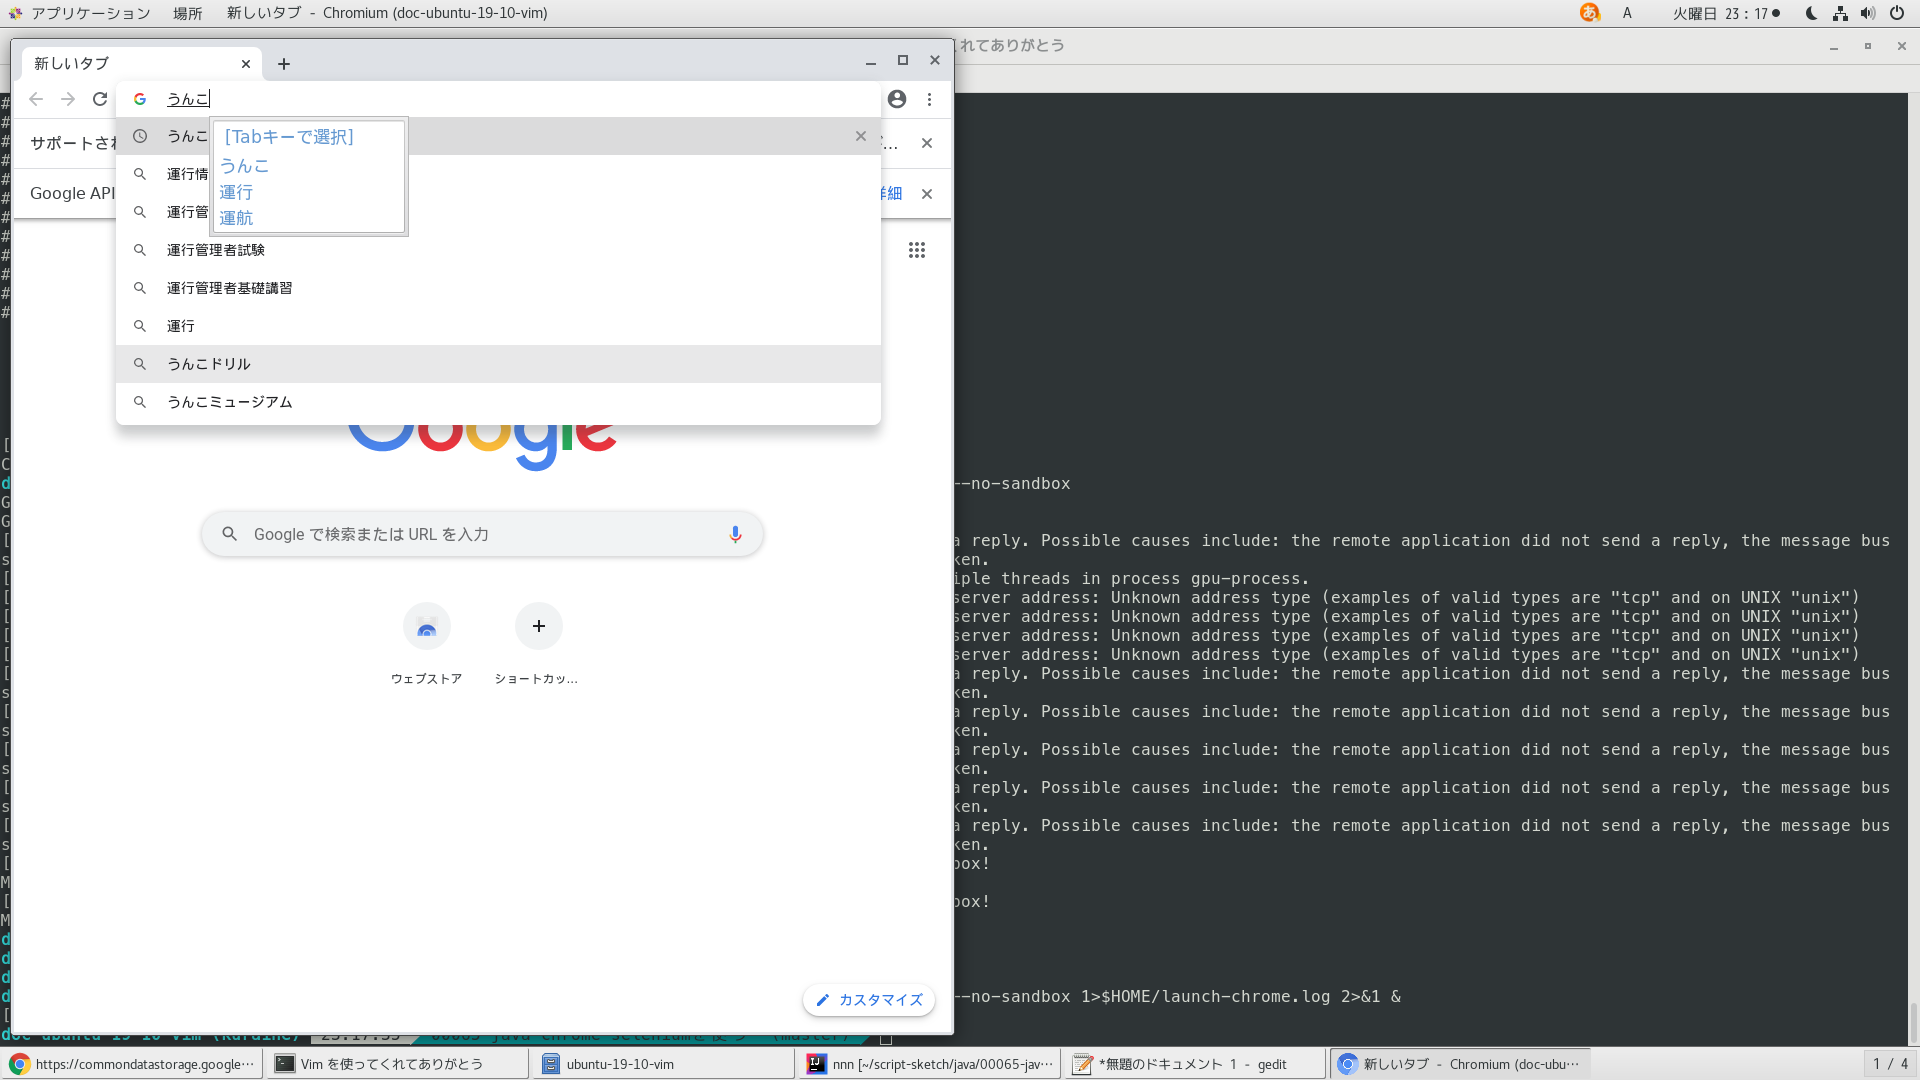 アプリケーション 場所 新しいタブ - Chromium (doc-ubuntu-19-10-vim)
あ A 火曜日 23:17
くれてありがとう
新しいタブ
うんこ
うんこ
[Tabキーで選択]
うんこ
運行
運航
サポートされ
Google API
詳細
運行情
運行管
運行管理者試験
運行管理者基礎講習
運行
うんこドリル
うんこミュージアム
Google
Google で検索または URL を入力
ウェブストア ショートカッ...
カスタマイズ
--no-sandbox
a reply. Possible causes include: the remote application did not send a reply, the message bus
ken.
iple threads in process gpu-process.
server address: Unknown address type (examples of valid types are "tcp" and on UNIX "unix")
server address: Unknown address type (examples of valid types are "tcp" and on UNIX "unix")
server address: Unknown address type (examples of valid types are "tcp" and on UNIX "unix")
server address: Unknown address type (examples of valid types are "tcp" and on UNIX "unix")
a reply. Possible causes include: the remote application did not send a reply, the message bus
ken.
a reply. Possible causes include: the remote application did not send a reply, the message bus
ken.
a reply. Possible causes include: the remote application did not send a reply, the message bus
ken.
a reply. Possible causes include: the remote application did not send a reply, the message bus
ken.
a reply. Possible causes include: the remote application did not send a reply, the message bus
ken.
box!
box!
--no-sandbox 1>$HOME/launch-chrome.log 2>&1 &
https://commondatastorage.google… Vim を使ってくれてありがとう ubuntu-19-10-vim nnn [~/script-sketch/java/00065-jav… *無題のドキュメント 1 - gedit 新しいタブ - Chromium (doc-ubu… 1 / 4